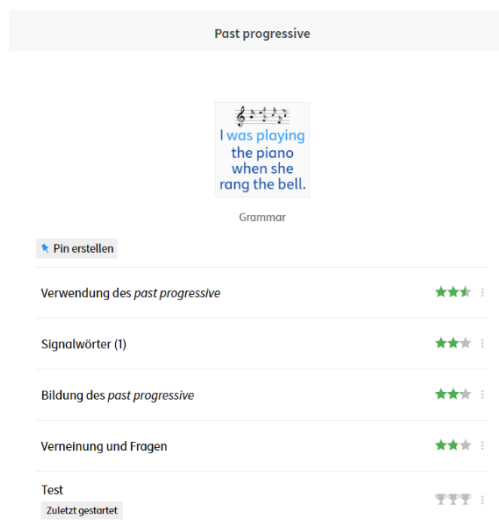 Past progressive
I was playing
the piano
when she
rang the bell.
Grammar
Pin erstellen
Verwendung des past progressive
Signalwörter (1)
Bildung des past progressive
Verneinung und Fragen
Test
Zuletzt gestartet